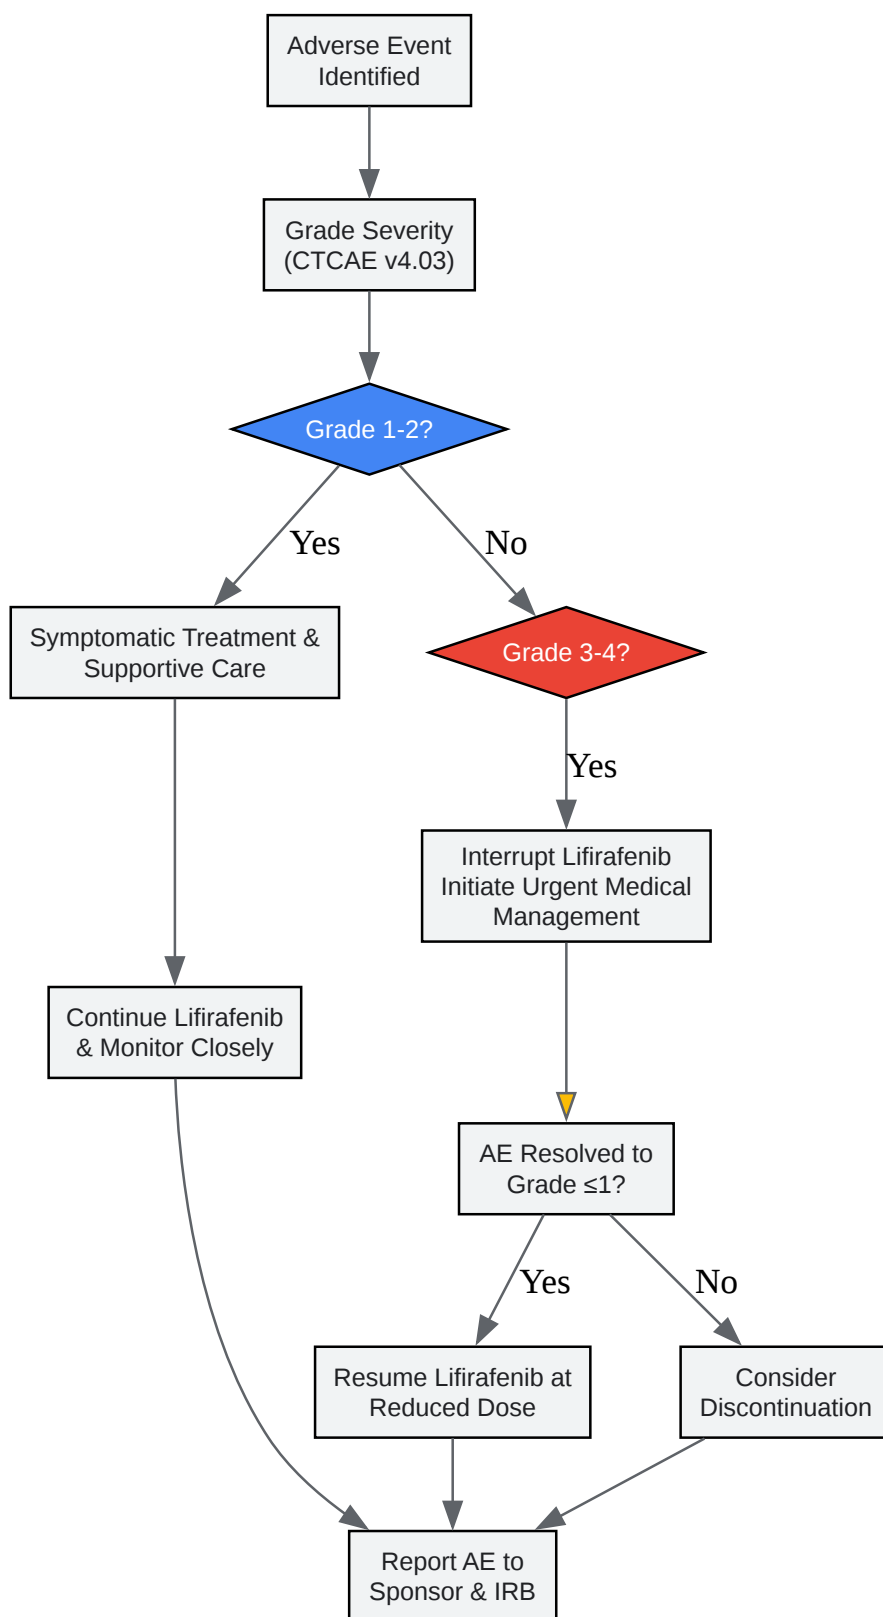 Adverse Event
Identified
Grade Severity
(CTCAE v4.03)
Grade 1-2?
Yes
No
Symptomatic Treatment &
Supportive Care
Grade 3-4?
Yes
Interrupt Lifirafenib
Initiate Urgent Medical
Management
Continue Lifirafenib
& Monitor Closely
AE Resolved to
Grade ≤1?
Yes
No
Resume Lifirafenib at
Reduced Dose
Consider
Discontinuation
Report AE to
Sponsor & IRB